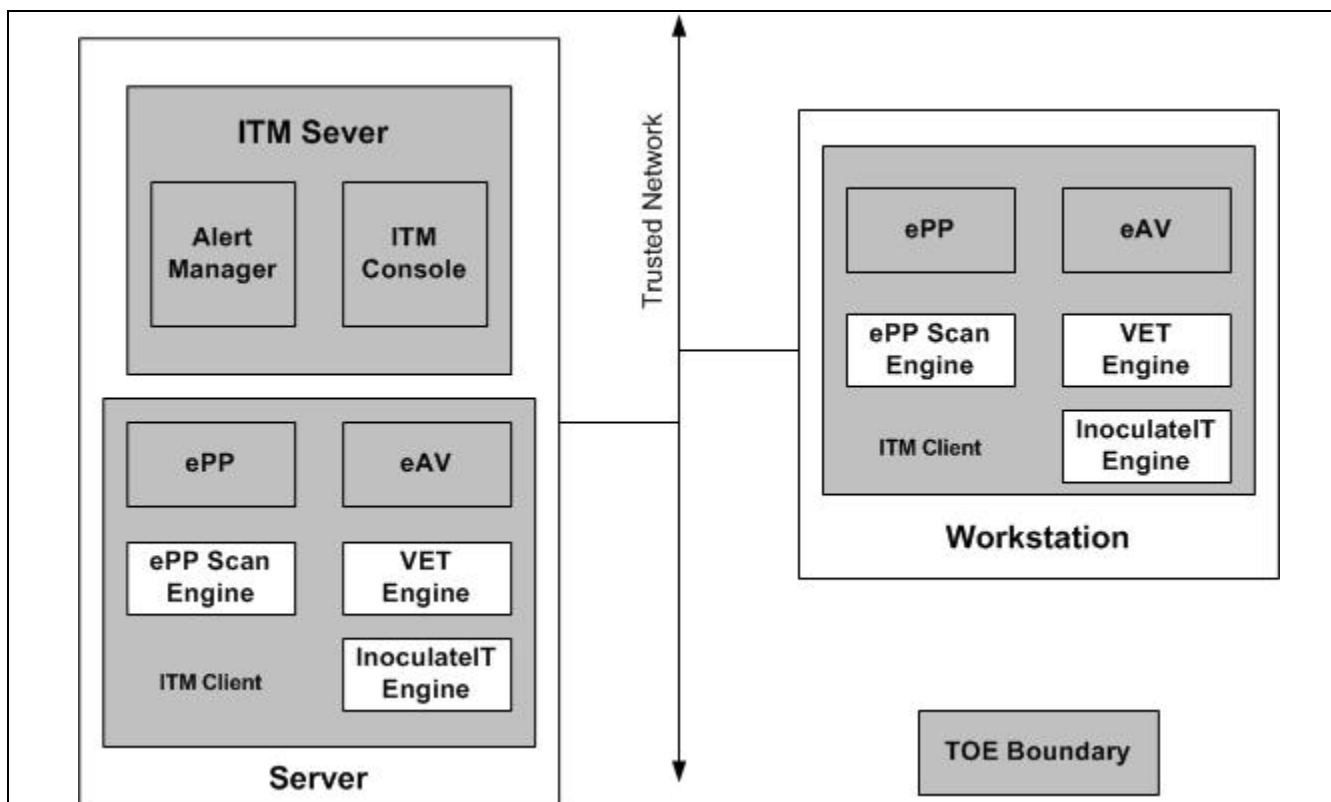 ITM Sever
Alert
Manager
ITM
Console
ePP
eAV
ePP Scan
Engine
VET
Engine
ITM Client
InoculateIT
Engine
Server
Trusted Network
ePP
eAV
ePP Scan
Engine
VET
Engine
ITM Client
InoculateIT
Engine
Workstation
TOE Boundary